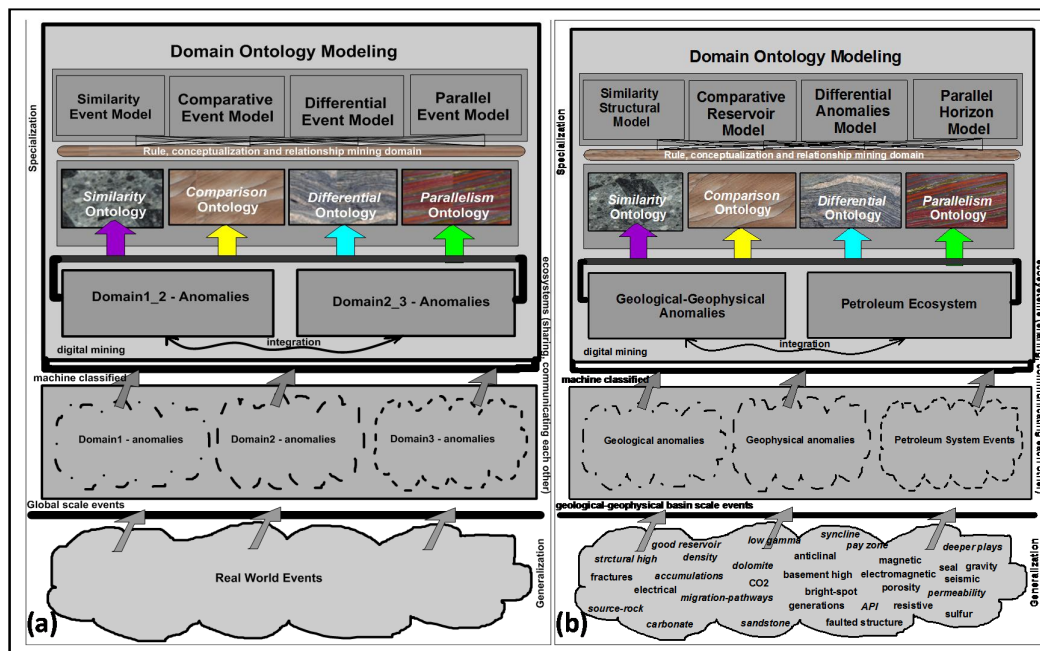 Domain Ontology Modeling
Specialization
Similarity
Event Model
Comparative
Event Model
Differential
Event Model
Parallel
Event Model
Rule, conceptualization and relationship mining domain
Similarity
Ontology
Comparison
Ontology
Differential
Ontology
Parallelism
Ontology
Domain1_2 - Anomalies
Domain2_3 - Anomalies
integration
digital mining
ecosystems (sharing, communicating each other)
machine classified
Domain1 - anomalies
Domain2 - anomalies
Domain3 - anomalies
Global scale events
Real World Events
Generalization
(a)
Domain Ontology Modeling
Specialization
Similarity
Structural
Model
Comparative
Reservoir
Model
Differential
Anomalies
Model
Parallel
Horizon
Model
Rule, conceptualization and relationship mining domain
Similarity
Ontology
Comparison
Ontology
Differential
Ontology
Parallelism
Ontology
Geological-Geophysical
Anomalies
Petroleum Ecosystem
integration
digital mining
ecosystems (sharing, communicating each other)
machine classified
Geological anomalies
Geophysical anomalies
Petroleum System Events
geological-geophysical basin scale events
strctural high
good reservoir
density
low gamma
syncline
pay zone
deeper plays
fractures
accumulations
dolomite
anticlinal
magnetic
seal
gravity
electrical
CO2
basement high
electromagnetic
seismic
source-rock
migration-pathways
bright-spot
porosity
permeability
generations
API
resistive
sulfur
carbonate
sandstone
faulted structure
Generalization
(b)